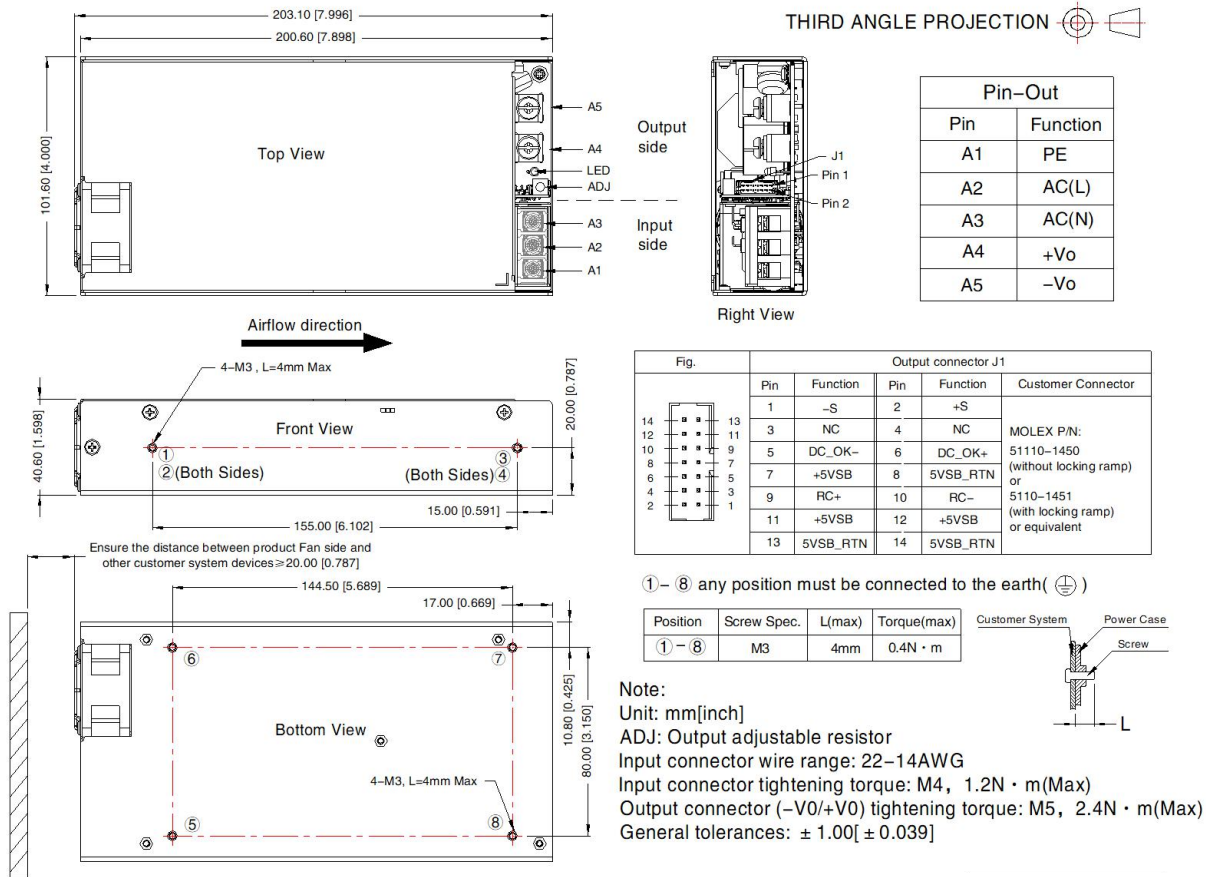 203.10 [7.996]
200.60 [7.898]
THIRD ANGLE PROJECTION
101.60 [4.000]
Top View
A5
A4
LED
ADJ
A3
A2
A1
Output
side
Input
side
J1
Pin 1
Pin 2
Right View
Pin-Out
Pin Function
A1 PE
A2 AC(L)
A3 AC(N)
A4 +Vo
A5 -Vo
Airflow direction
4-M3 , L=4mm Max
40.60 [1.598]
Front View
① ③
② (Both Sides) (Both Sides) ④
20.00 [0.787]
15.00 [0.591]
155.00 [6.102]
Fig. Output connector J1
Pin Function Pin Function Customer Connector
1 -S 2 +S
3 NC 4 NC
5 DC_OK- 6 DC_OK+
7 +5VSB 8 5VSB_RTN
9 RC+ 10 RC-
11 +5VSB 12 +5VSB
13 5VSB_RTN 14 5VSB_RTN
14 13
12 11
10 9
8 7
6 5
4 3
2 1
MOLEX P/N:
51110-1450
(without locking ramp)
or
5110-1451
(with locking ramp)
or equivalent
Ensure the distance between product Fan side and
other customer system devices≥20.00 [0.787]
144.50 [5.689]
17.00 [0.669]
⑥ ⑦
Bottom View
10.80 [0.425]
80.00 [3.150]
4-M3, L=4mm Max
⑤ ⑧
①- ⑧ any position must be connected to the earth( )
Position Screw Spec. L(max) Torque(max)
①-⑧ M3 4mm 0.4N・m
Customer System Power Case
Screw
L
Note:
Unit: mm[inch]
ADJ: Output adjustable resistor
Input connector wire range: 22-14AWG
Input connector tightening torque: M4, 1.2N・m(Max)
Output connector (-V0/+V0) tightening torque: M5, 2.4N・m(Max)
General tolerances: ±1.00[±0.039]